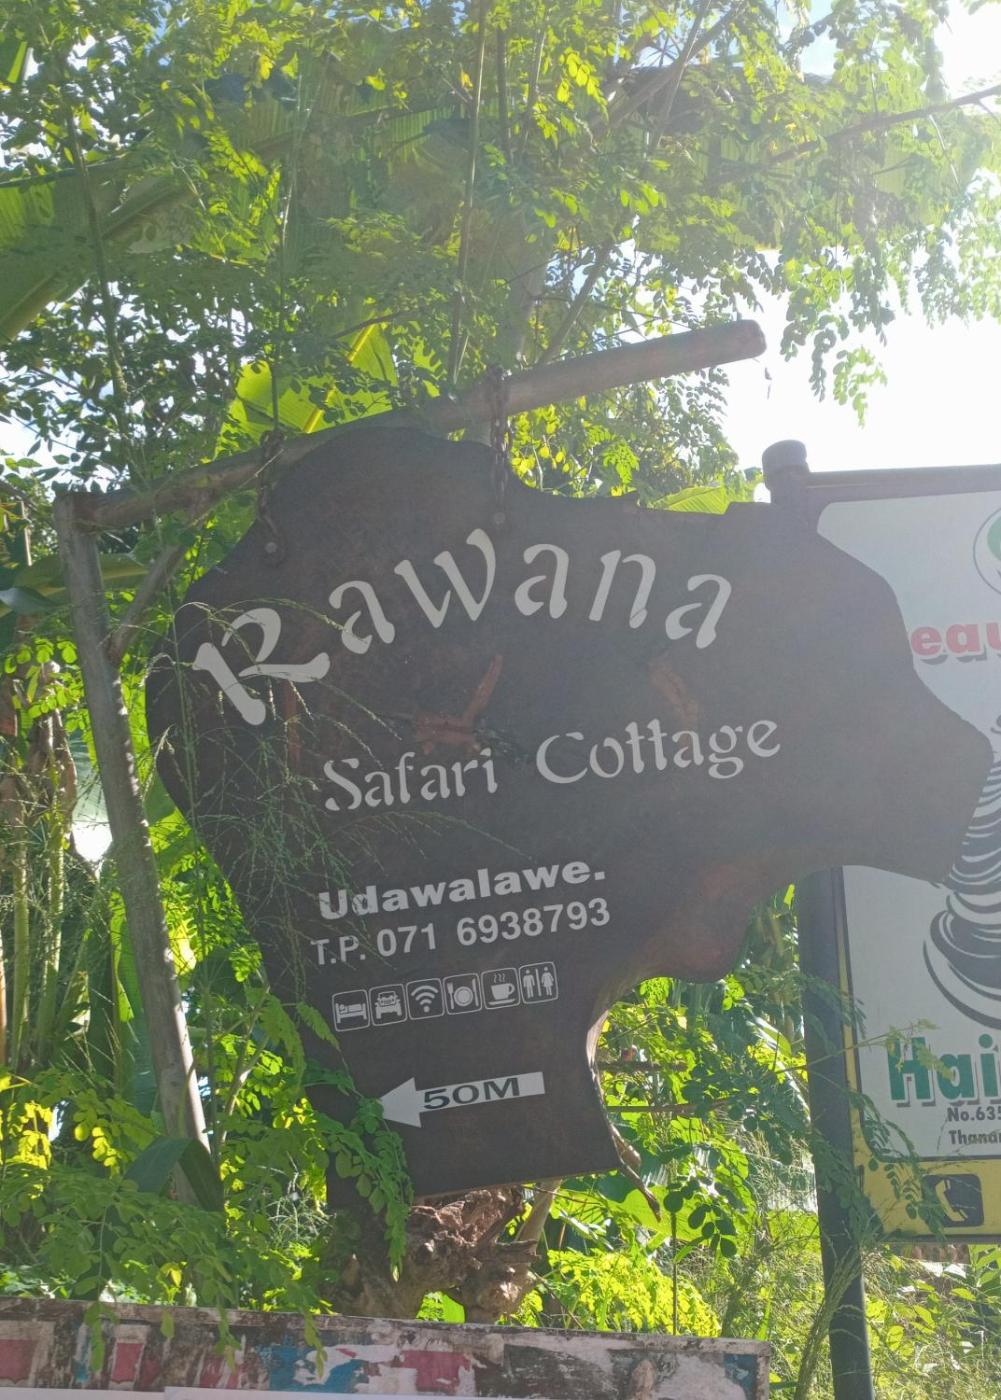 Rawana
Safari Cottage
Udawalawe.
T.P. 071 6938793
50M